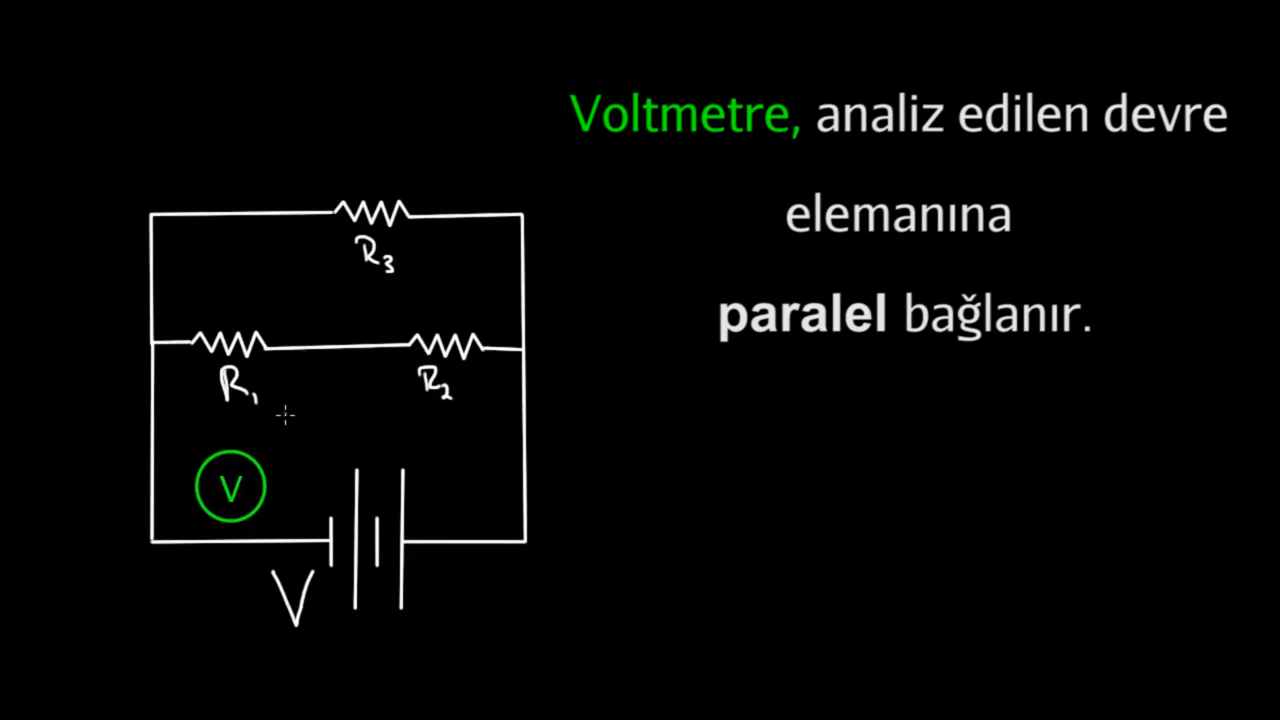 Voltmetre, analiz edilen devre
elemanına
paralel bağlanır.
R3
R1
R2
V
V